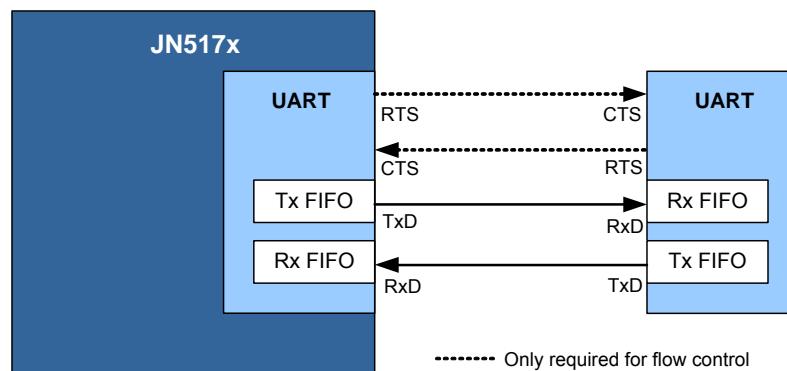 JN517x
UART
UART
RTS
CTS
CTS
RTS
Tx FIFO
Rx FIFO
TxD
RxD
Rx FIFO
Tx FIFO
RxD
TxD
Only required for flow control